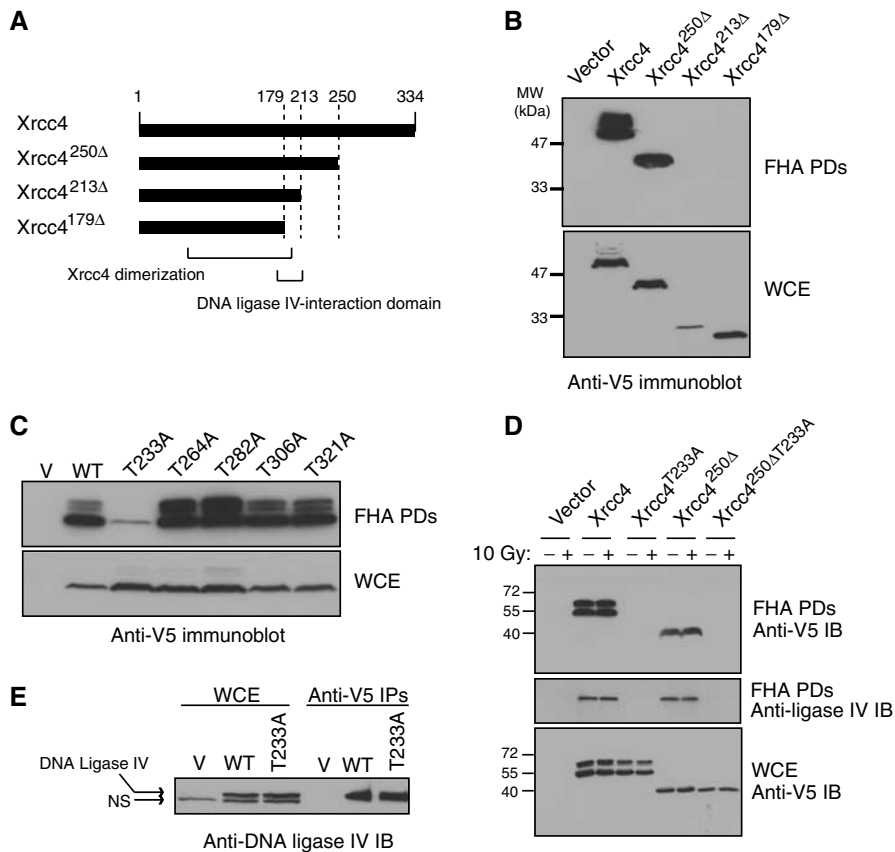 A
1 179 213 250 334
Xrcc4
Xrcc4250Δ
Xrcc4213Δ
Xrcc4179Δ
Xrcc4 dimerization
DNA ligase IV-interaction domain
B
Vector Xrcc4 Xrcc4250Δ Xrcc4213Δ Xrcc4179Δ
MW
(kDa)
47
33
FHA PDs
47
33
WCE
Anti-V5 immunoblot
C
V WT T233A T264A T282A T306A T321A
FHA PDs
WCE
Anti-V5 immunoblot
D
Vector Xrcc4 Xrcc4T233A Xrcc4250Δ Xrcc4250ΔT233A
10 Gy: – + – + – + – + – +
72
55
40
FHA PDs
Anti-V5 IB
FHA PDs
Anti-ligase IV IB
72
55
40
WCE
Anti-V5 IB
E
WCE Anti-V5 IPs
V WT T233A V WT T233A
DNA Ligase IV
NS
Anti-DNA ligase IV IB